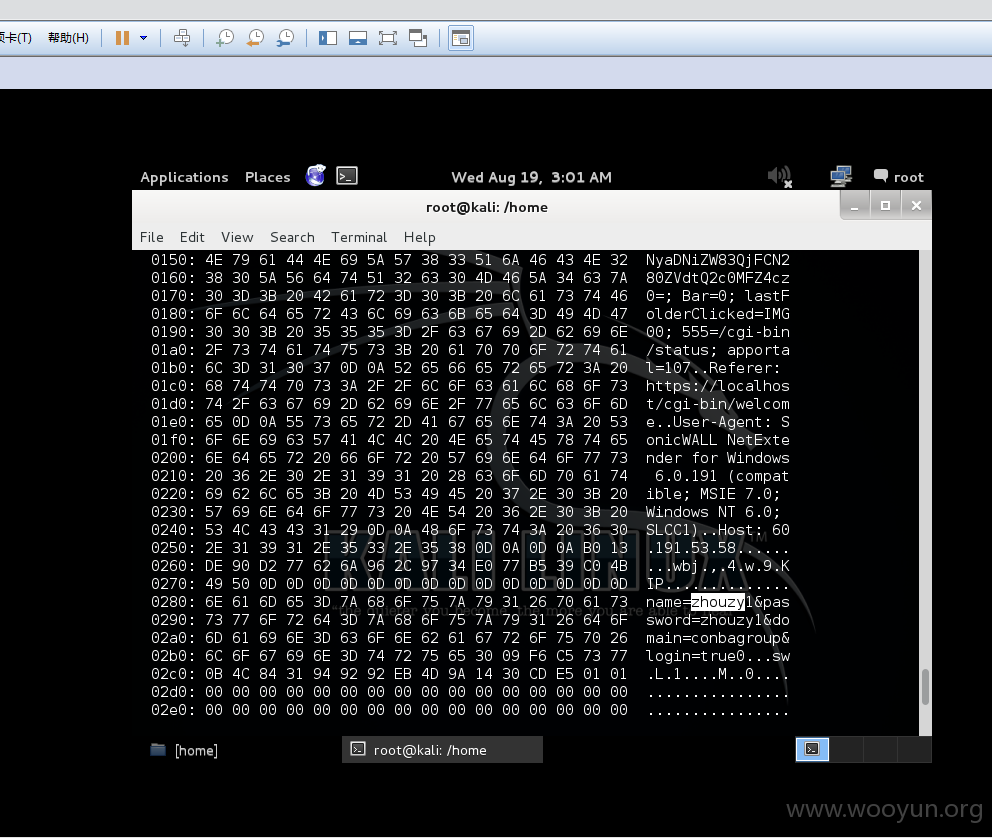 卡(T) 帮助(H)
Applications Places Wed Aug 19, 3:01 AM root
root@kali: /home
File Edit View Search Terminal Help
0150: 4E 79 61 44 4E 69 5A 57 38 33 51 6A 46 43 4E 32 NyaDNiZW83QjFCN2
0160: 38 30 5A 56 64 74 51 32 63 30 4D 46 5A 34 63 7A 80ZVdtQ2c0MFZ4cz
0170: 30 3D 3B 20 42 61 72 3D 30 3B 20 6C 61 73 74 46 0=; Bar=0; lastF
0180: 6F 6C 64 65 72 43 6C 69 63 6B 65 64 3D 49 4D 47 olderClicked=IMG
0190: 30 30 3B 20 35 35 35 3D 2F 63 67 69 2D 62 69 6E 00; 555=/cgi-bin
01a0: 2F 73 74 61 74 75 73 3B 20 61 70 70 6F 72 74 61 /status; apporta
01b0: 6C 3D 31 30 37 0D 0A 52 65 66 65 72 65 72 3A 20 l=107..Referer:
01c0: 68 74 74 70 73 3A 2F 2F 6C 6F 63 61 6C 68 6F 73 https://localhos
01d0: 74 2F 63 67 69 2D 62 69 6E 2F 77 65 6C 63 6F 6D t/cgi-bin/welcom
01e0: 65 0D 0A 55 73 65 72 2D 41 67 65 6E 74 3A 20 53 e..User-Agent: S
01f0: 6F 6E 69 63 57 41 4C 4C 20 4E 65 74 45 78 74 65 onicWALL NetExte
0200: 6E 64 65 72 20 66 6F 72 20 57 69 6E 64 6F 77 73 nder for Windows
0210: 20 36 2E 30 2E 31 39 31 20 28 63 6F 6D 70 61 74 6.0.191 (compat
0220: 69 62 6C 65 3B 20 4D 53 49 45 20 37 2E 30 3B 20 ible; MSIE 7.0;
0230: 57 69 6E 64 6F 77 73 20 4E 54 20 36 2E 30 3B 20 Windows NT 6.0;
0240: 53 4C 43 43 31 29 0D 0A 48 6F 73 74 3A 20 36 30 SLCC1)..Host: 60
0250: 2E 31 39 31 2E 35 33 2E 35 38 0D 0A 0D 0A B0 13 .191.53.58......
0260: DE 90 D2 77 62 6A 96 2C 97 34 E0 77 B5 39 C0 4B ...wbj.,.4.w.9.K
0270: 49 50 0D 0D 0D 0D 0D 0D 0D 0D 0D 0D 0D 0D 0D 0D IP..............
0280: 6E 61 6D 65 3D 7A 68 6F 75 7A 79 31 26 70 61 73 name=zhouzy1&pas
0290: 73 77 6F 72 64 3D 7A 68 6F 75 7A 79 31 26 64 6F sword=zhouzy1&do
02a0: 6D 61 69 6E 3D 63 6F 6E 62 61 67 72 6F 75 70 26 main=conbagroup&
02b0: 6C 6F 67 69 6E 3D 74 72 75 65 30 09 F6 C5 73 77 login=true0...sw
02c0: 0B 4C 84 31 94 92 92 EB 4D 9A 14 30 CD E5 01 01 .L.1....M..0....
02d0: 00 00 00 00 00 00 00 00 00 00 00 00 00 00 00 00 ................
02e0: 00 00 00 00 00 00 00 00 00 00 00 00 00 00 00 00 ................
KALI LINUX
TM
"the quieter you become, the more you are able to hear"
[home] root@kali: /home
www.wooyun.org